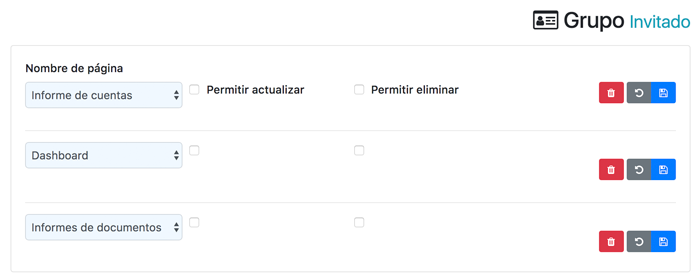 Grupo Invitado
Nombre de página
Informe de cuentas Permitir actualizar Permitir eliminar
Dashboard
Informes de documentos